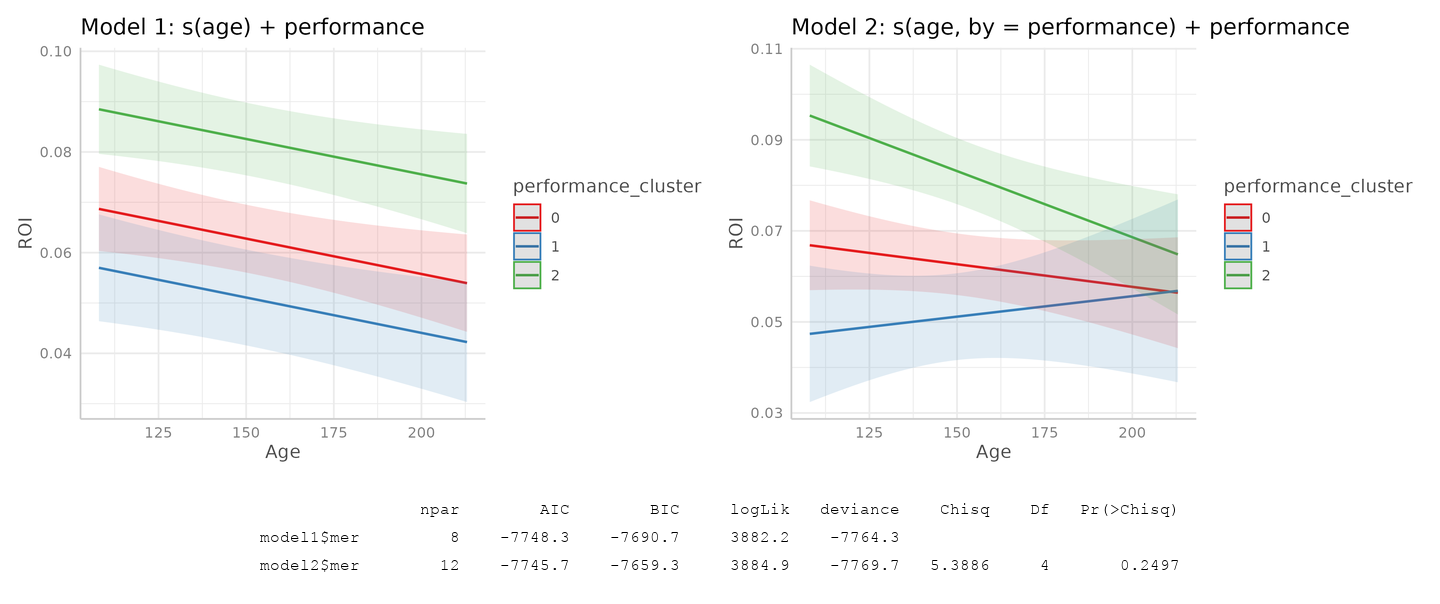 Model 1: s(age) + performance
0.10
0.08
0.06
0.04
ROI
125 150 175 200
Age
performance_cluster
0
1
2
Model 2: s(age, by = performance) + performance
0.11
0.09
0.07
0.05
0.03
ROI
125 150 175 200
Age
performance_cluster
0
1
2
npar AIC BIC logLik deviance Chisq Df Pr(>Chisq)
model1$mer 8 -7748.3 -7690.7 3882.2 -7764.3
model2$mer 12 -7745.7 -7659.3 3884.9 -7769.7 5.3886 4 0.2497